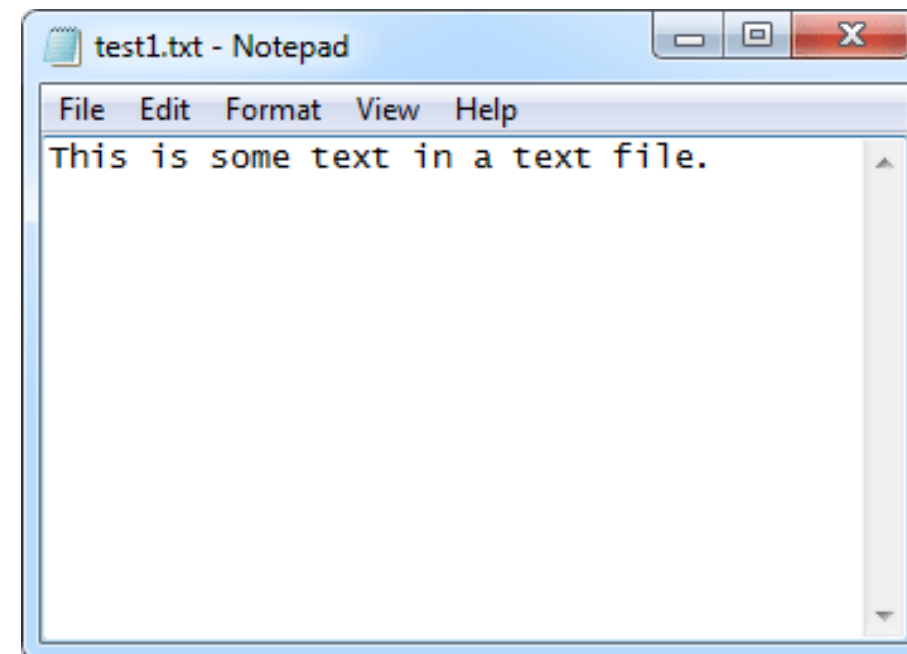 test1.txt - Notepad
File Edit Format View Help
This is some text in a text file.